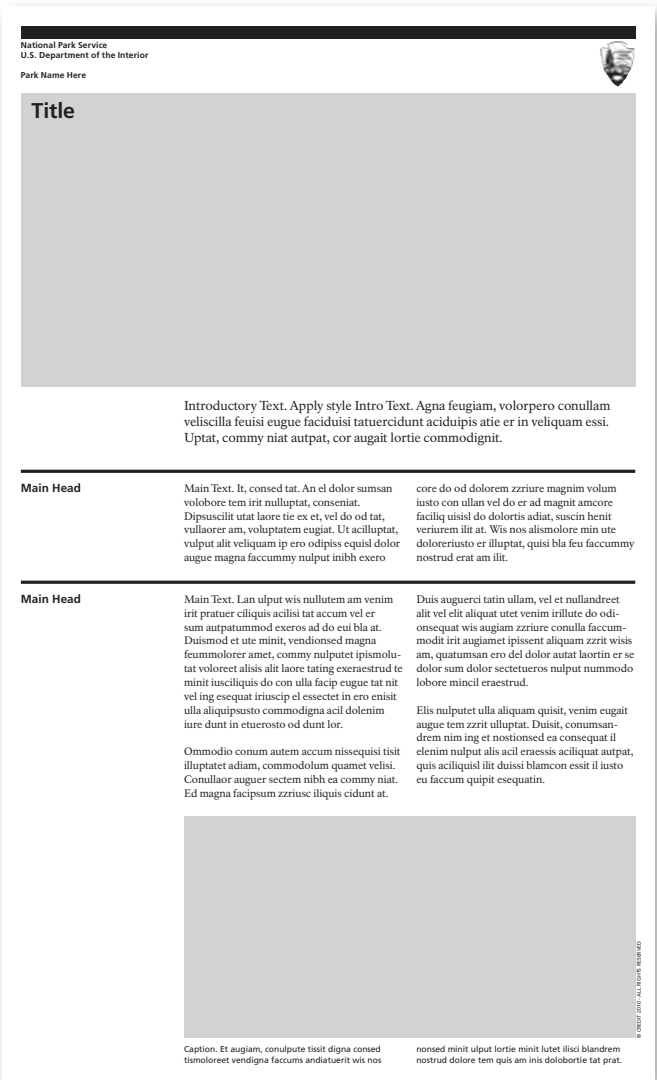 National Park Service
U.S. Department of the Interior
Park Name Here
Title
Introductory Text. Apply style Intro Text. Agna feugiam, volorpero conullam
veliscilla feuisi eugue faciduisi tatuercidunt aciduipis atie er in veliquam essi.
Uptat, commy niat autpat, cor augait lortie commodignit.
Main Head
Main Text. It, consed tat. An el dolor sumsan
volobore tem irit nulputat, conseniat.
Dipsuscilit utat laore tie ex et, vel do od tat,
vullaorer am, voluptatem eugiat. Ut acilluptat,
vulput alit veliquam ip ero odipiss equisl dolor
augue magna faccummy nulput inibh exero
core do od dolorem zzriure magnim volum
iusto con ullan vel do er ad magnit amcore
faciliq uisisl do dolortis adiat, suscin henit
veriurem ilit at. Wis nos alismolore min ute
doloreriusto er illuptat, quisi bla feu faccummy
nostrud erat am ilit.
Main Head
Main Text. Lan ulput wis nullutem am venim
irit pratuer ciliquis acilisi tat accum vel er
sum autpatummod exeros ad do eui bla at.
Duismod et ute minit, vendionsed magna
feummolorer amet, commy nulputet ipismolu-
tat voloreet alisis alit laore tating exeraestrud te
minit iusciliquis do con ulla facip eugue tat nit
vel ing esequat iriuscip el essectet in ero enisit
ulla aliquipsusto commodigna acil dolenim
iure dunt in etuerosto od dunt lor.
Ommodio conum autem accum nissequisi tisit
illuptatet adiam, commodolum quamet velisi.
Conullaor auguer sectem nibh ea commy niat.
Ed magna facipsum zzriusc iliquis cidunt at.
Duis auguerci tatin ullam, vel et nullandreet
alit vel elit aliquat utet venim irillute do odi-
onsequat wis augiam zzriure conulla faccum-
modit irit augiamet ipissent aliquam zzrit wisis
am, quatumsan ero del dolor autat laortin er se
dolor sum dolor sectetueros nulput nummodo
lobore mincil eraestrud.
Elis nulputet ulla aliquam quisit, venim eugait
augue tem zzrit ulluptat. Duisit, conumsan-
drem nim ing et nostionsed ea consequat il
elenim nulput alis acil eraessis aciliquat autpat,
quis aciliquisl ilit duissi blamcon essit il iusto
eu faccum quipit esequatin.
© CREDIT 2010 - ALL RIGHTS RESERVED
Caption. Et augiam, conulpute tissit digna consed
tismoloreet vendigna faccums andiatuerit wis nos
nonsed minit ulput lortie minit lutet ilisci blandrem
nostrud dolore tem quis am inis dolobortie tat prat.